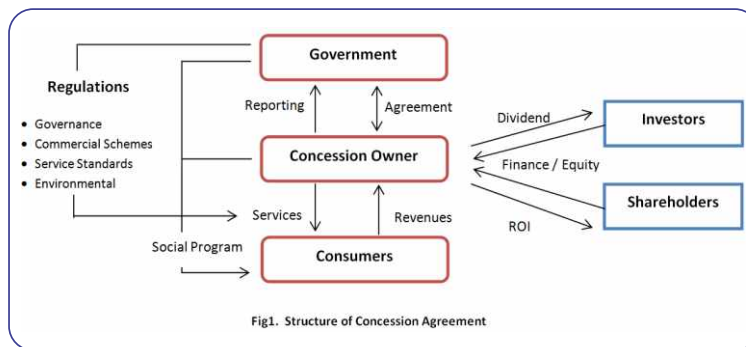 Government
Regulations
• Governance
• Commercial Schemes
• Service Standards
• Environmental
Reporting
Agreement
Concession Owner
Dividend
Investors
Finance / Equity
Shareholders
ROI
Services
Revenues
Social Program
Consumers
Fig1. Structure of Concession Agreement